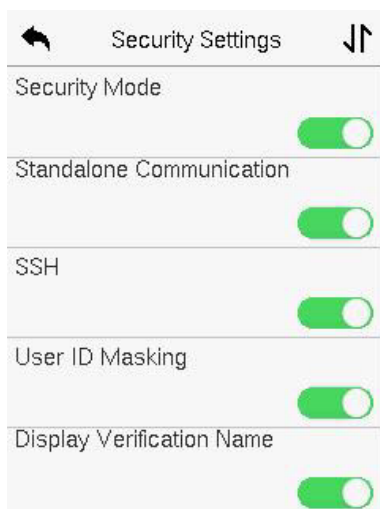 Security Settings
Security Mode
Standalone Communication
SSH
User ID Masking
Display Verification Name